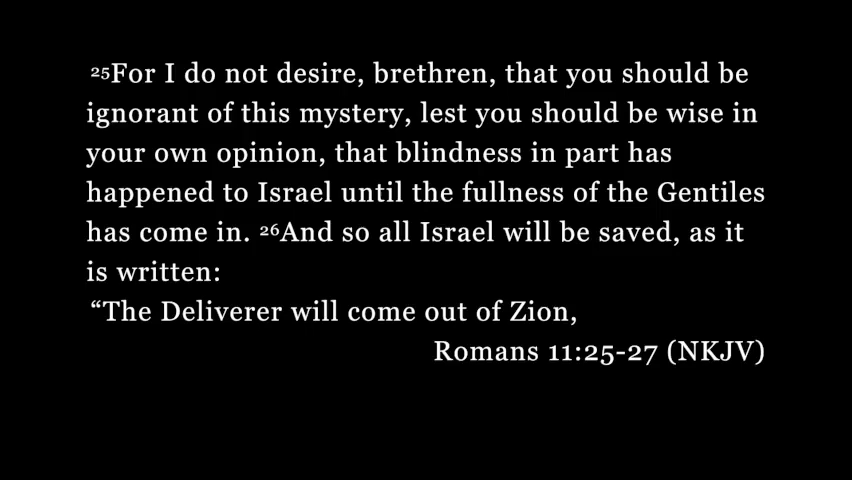 25For I do not desire, brethren, that you should be
ignorant of this mystery, lest you should be wise in
your own opinion, that blindness in part has
happened to Israel until the fullness of the Gentiles
has come in. 26And so all Israel will be saved, as it
is written:
“The Deliverer will come out of Zion,
Romans 11:25-27 (NKJV)